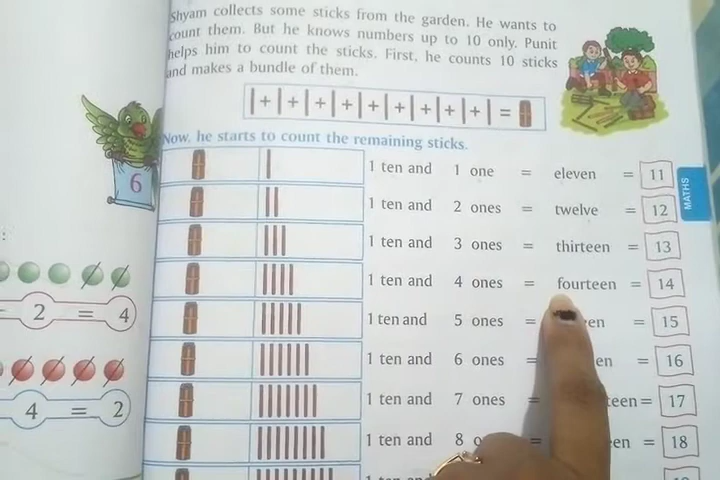 Shyam collects some sticks from the garden. He wants to
count them. But he knows numbers up to 10 only. Punit
helps him to count the sticks. First, he counts 10 sticks
and makes a bundle of them.
|+|+|+|+|+|+|+|+|+| =
Now, he starts to count the remaining sticks.
6
1 ten and 1 one = eleven = 11
MATHS
1 ten and 2 ones = twelve = 12
1 ten and 3 ones = thirteen = 13
1 ten and 4 ones = fourteen = 14
1 ten and 5 ones = en = 15
1 ten and 6 ones = en = 16
1 ten and 7 ones = teen = 17
1 ten and 8 = en = 18
2 = 4
4 = 2